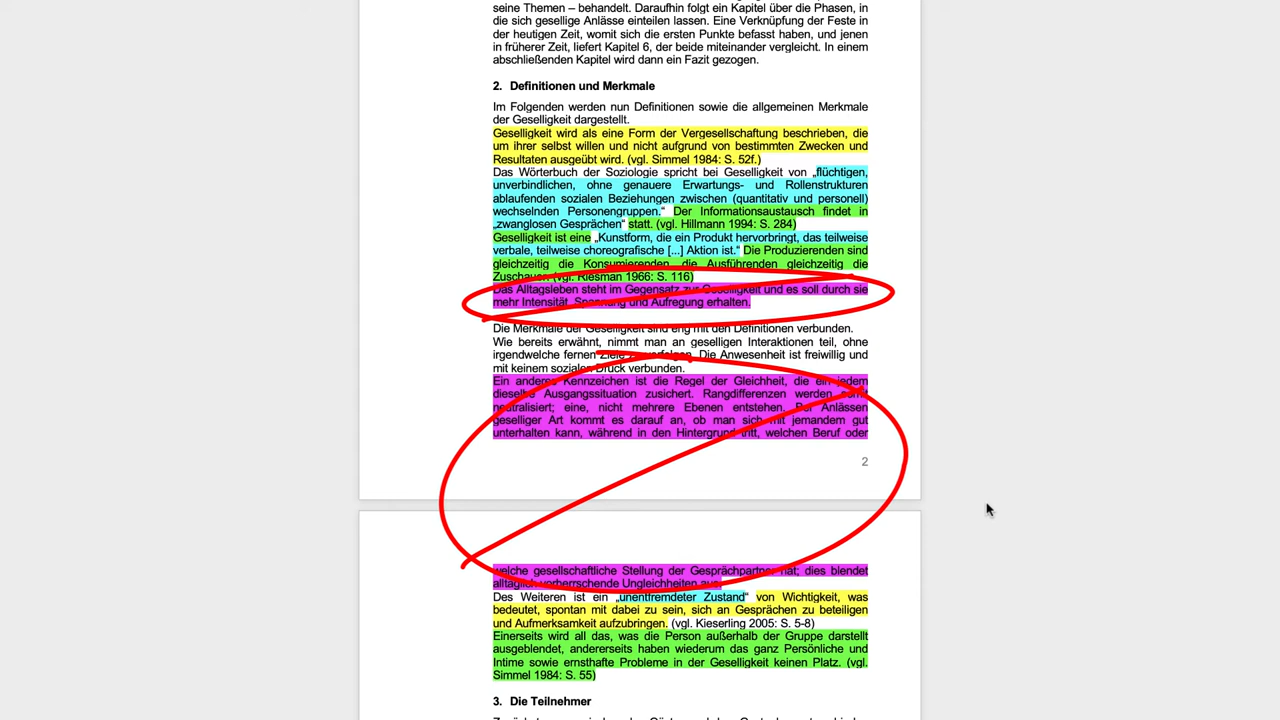 seine Themen – behandelt. Daraufhin folgt ein Kapitel über die Phasen, in
die sich gesellige Anlässe einteilen lassen. Eine Verknüpfung der Feste in
der heutigen Zeit, womit sich die ersten Punkte befasst haben, und jenen
in früherer Zeit, liefert Kapitel 6, der beide miteinander vergleicht. In einem
abschließenden Kapitel wird dann ein Fazit gezogen.
2. Definitionen und Merkmale
Im Folgenden werden nun Definitionen sowie die allgemeinen Merkmale
der Geselligkeit dargestellt.
Geselligkeit wird als eine Form der Vergesellschaftung beschrieben, die
um ihrer selbst willen und nicht aufgrund von bestimmten Zwecken und
Resultaten ausgeübt wird. (vgl. Simmel 1984: S. 52f.)
Das Wörterbuch der Soziologie spricht bei Geselligkeit von „flüchtigen,
unverbindlichen, ohne genauere Erwartungs- und Rollenstrukturen
ablaufenden sozialen Beziehungen zwischen (quantitativ und personell)
wechselnden Personengruppen.“ Der Informationsaustausch findet in
„zwanglosen Gesprächen“ statt. (vgl. Hillmann 1994: S. 284)
Geselligkeit ist eine „Kunstform, die ein Produkt hervorbringt, das teilweise
verbale, teilweise choreografische [...] Aktion ist.“ Die Produzierenden sind
gleichzeitig die Konsumierenden, die Ausführenden gleichzeitig die
Zuschauer. (vgl. Riesman 1966: S. 116)
Das Alltagsleben steht im Gegensatz zur Geselligkeit und es soll durch sie
mehr Intensität, Spannung und Aufregung erhalten.
Die Merkmale der Geselligkeit sind eng mit den Definitionen verbunden.
Wie bereits erwähnt, nimmt man an geselligen Interaktionen teil, ohne
irgendwelche fernen Ziele zu verfolgen. Die Anwesenheit ist freiwillig und
mit keinem sozialen Druck verbunden.
Ein anderes Kennzeichen ist die Regel der Gleichheit, die ein jedem
dieselbe Ausgangssituation zusichert. Rangdifferenzen werden somit
neutralisiert; eine, nicht mehrere Ebenen entstehen. Bei Anlässen
geselliger Art kommt es darauf an, ob man sich mit jemandem gut
unterhalten kann, während in den Hintergrund tritt, welchen Beruf oder
2
welche gesellschaftliche Stellung der Gesprächpartner hat; dies blendet
alltäglich vorherrschende Ungleichheiten aus.
Des Weiteren ist ein „unentfremdeter Zustand“ von Wichtigkeit, was
bedeutet, spontan mit dabei zu sein, sich an Gesprächen zu beteiligen
und Aufmerksamkeit aufzubringen. (vgl. Kieserling 2005: S. 5-8)
Einerseits wird all das, was die Person außerhalb der Gruppe darstellt
ausgeblendet, andererseits haben wiederum das ganz Persönliche und
Intime sowie ernsthafte Probleme in der Geselligkeit keinen Platz. (vgl.
Simmel 1984: S. 55)
3. Die Teilnehmer